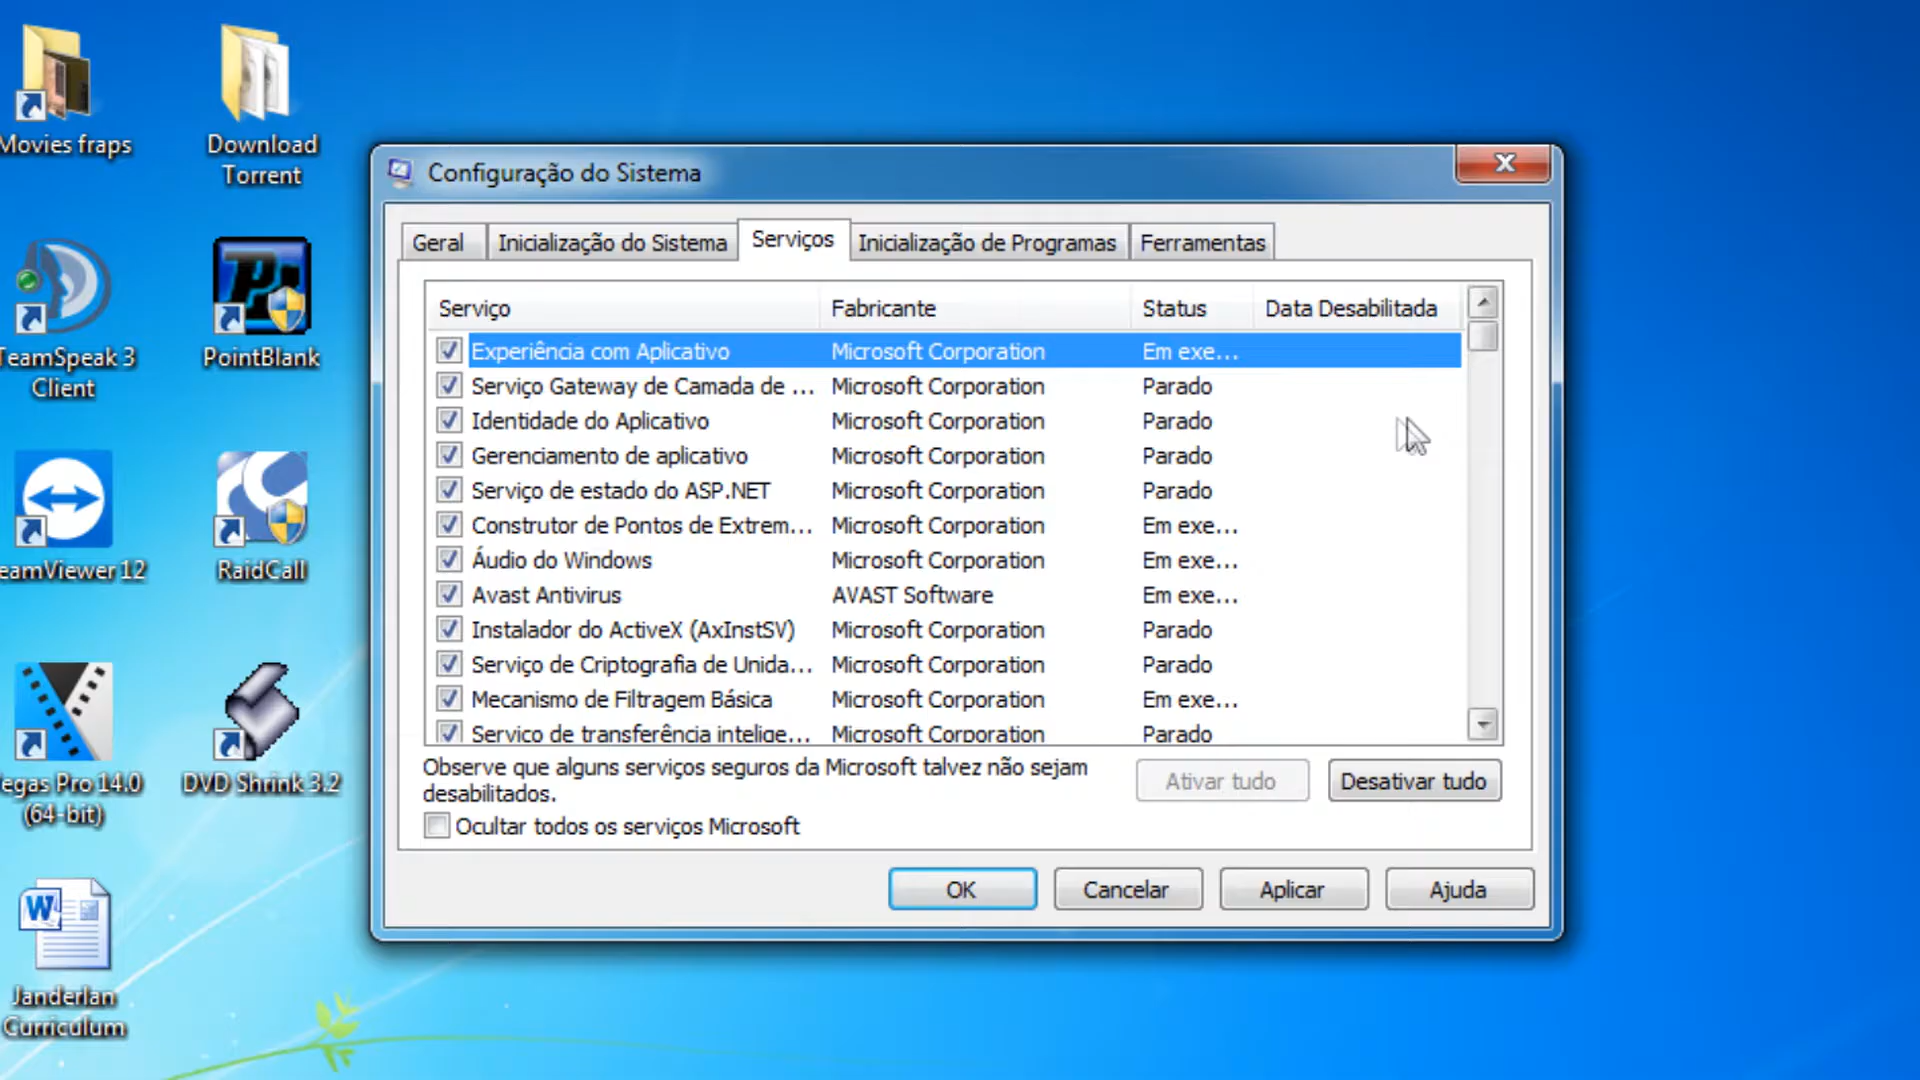 Movies fraps
Download
Torrent
TeamSpeak 3
Client
PointBlank
eamViewer 12
RaidCall
egas Pro 14.0
(64-bit)
DVD Shrink 3.2
Janderlan
Curriculum
Configuração do Sistema
X
Geral
Inicialização do Sistema
Serviços
Inicialização de Programas
Ferramentas
Serviço Fabricante Status Data Desabilitada
Experiência com Aplicativo Microsoft Corporation Em exe...
Serviço Gateway de Camada de ... Microsoft Corporation Parado
Identidade do Aplicativo Microsoft Corporation Parado
Gerenciamento de aplicativo Microsoft Corporation Parado
Serviço de estado do ASP.NET Microsoft Corporation Parado
Construtor de Pontos de Extrem... Microsoft Corporation Em exe...
Áudio do Windows Microsoft Corporation Em exe...
Avast Antivirus AVAST Software Em exe...
Instalador do ActiveX (AxInstSV) Microsoft Corporation Parado
Serviço de Criptografia de Unida... Microsoft Corporation Parado
Mecanismo de Filtragem Básica Microsoft Corporation Em exe...
Serviço de transferência intelige... Microsoft Corporation Parado
Observe que alguns serviços seguros da Microsoft talvez não sejam
desabilitados.
Ativar tudo
Desativar tudo
Ocultar todos os serviços Microsoft
OK
Cancelar
Aplicar
Ajuda